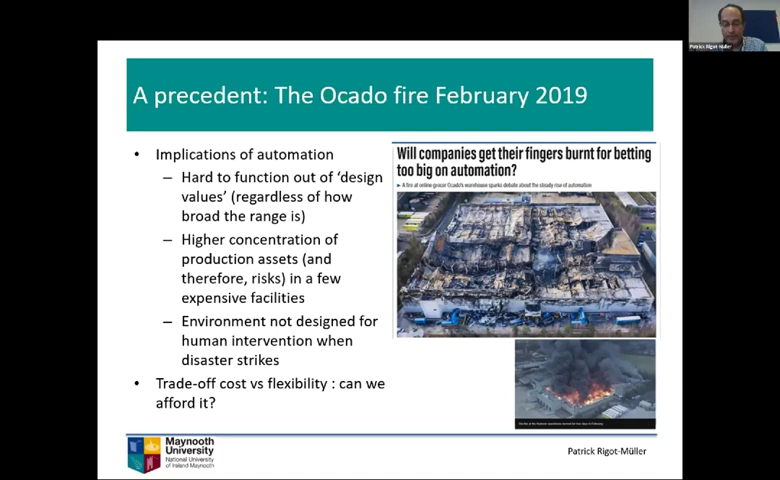 Patrick Rigot-Müller
A precedent: The Ocado fire February 2019
• Implications of automation
– Hard to function out of ‘design
values’ (regardless of how
broad the range is)
– Higher concentration of
production assets (and
therefore, risks) in a few
expensive facilities
– Environment not designed for
human intervention when
disaster strikes
• Trade-off cost vs flexibility : can we
afford it?
Will companies get their fingers burnt for betting
too big on automation?
A fire at online grocer Ocado's warehouse sparks debate about the steady rise of automation
Maynooth
University
National University
of Ireland Maynooth
Patrick Rigot-Müller